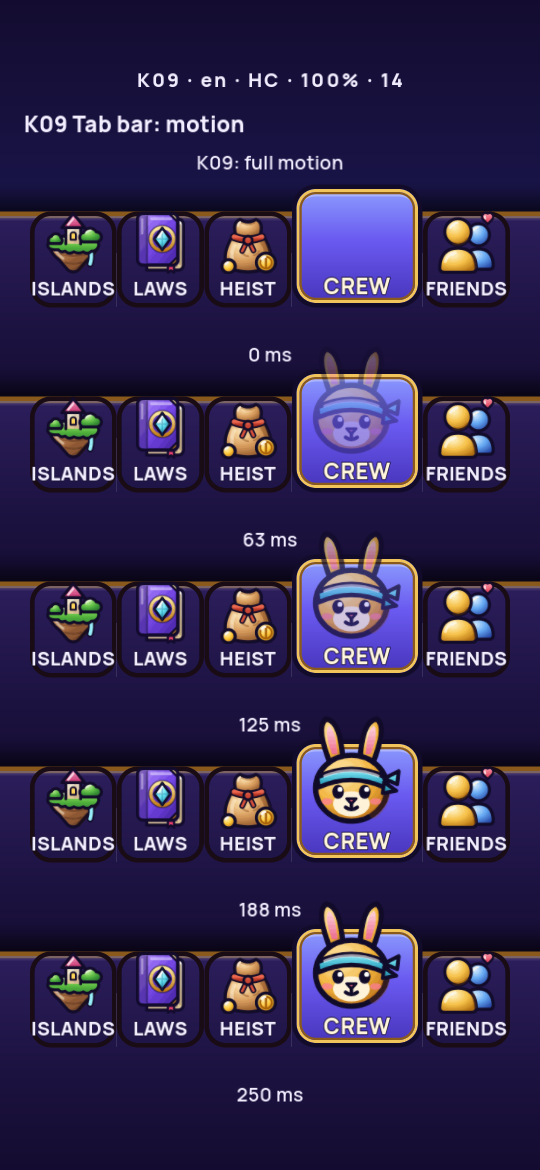 K09 · en · HC · 100% · 14
K09 Tab bar: motion
K09: full motion
ISLANDS LAWS HEIST CREW FRIENDS
0 ms
ISLANDS LAWS HEIST CREW FRIENDS
63 ms
ISLANDS LAWS HEIST CREW FRIENDS
125 ms
ISLANDS LAWS HEIST CREW FRIENDS
188 ms
ISLANDS LAWS HEIST CREW FRIENDS
250 ms